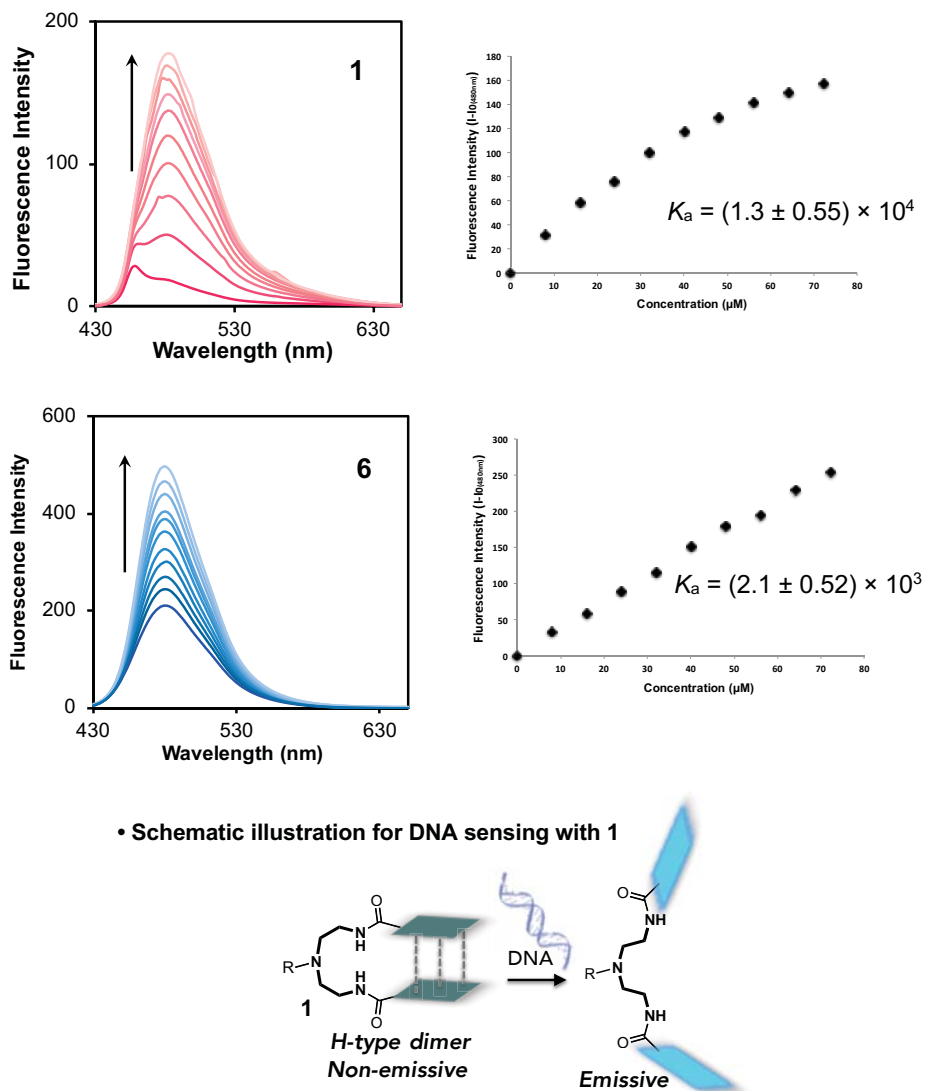 200
100
0
Fluorescence Intensity
1
430
530
630
Wavelength (nm)
180
160
140
120
100
80
60
40
20
0
Fluorescence Intensity (I-I0(480nm))
Ka = (1.3 ± 0.55) × 10⁴
0 10 20 30 40 50 60 70 80
Concentration (µM)
600
400
200
0
Fluorescence Intensity
6
430
530
630
Wavelength (nm)
300
250
200
150
100
50
0
Fluorescence Intensity (I-I0(480nm))
Ka = (2.1 ± 0.52) × 10³
0 10 20 30 40 50 60 70 80
Concentration (µM)
• Schematic illustration for DNA sensing with 1
O
N
H
R
N
H
N
O
1
H-type dimer
Non-emissive
DNA
O
NH
R
N
NH
O
Emissive